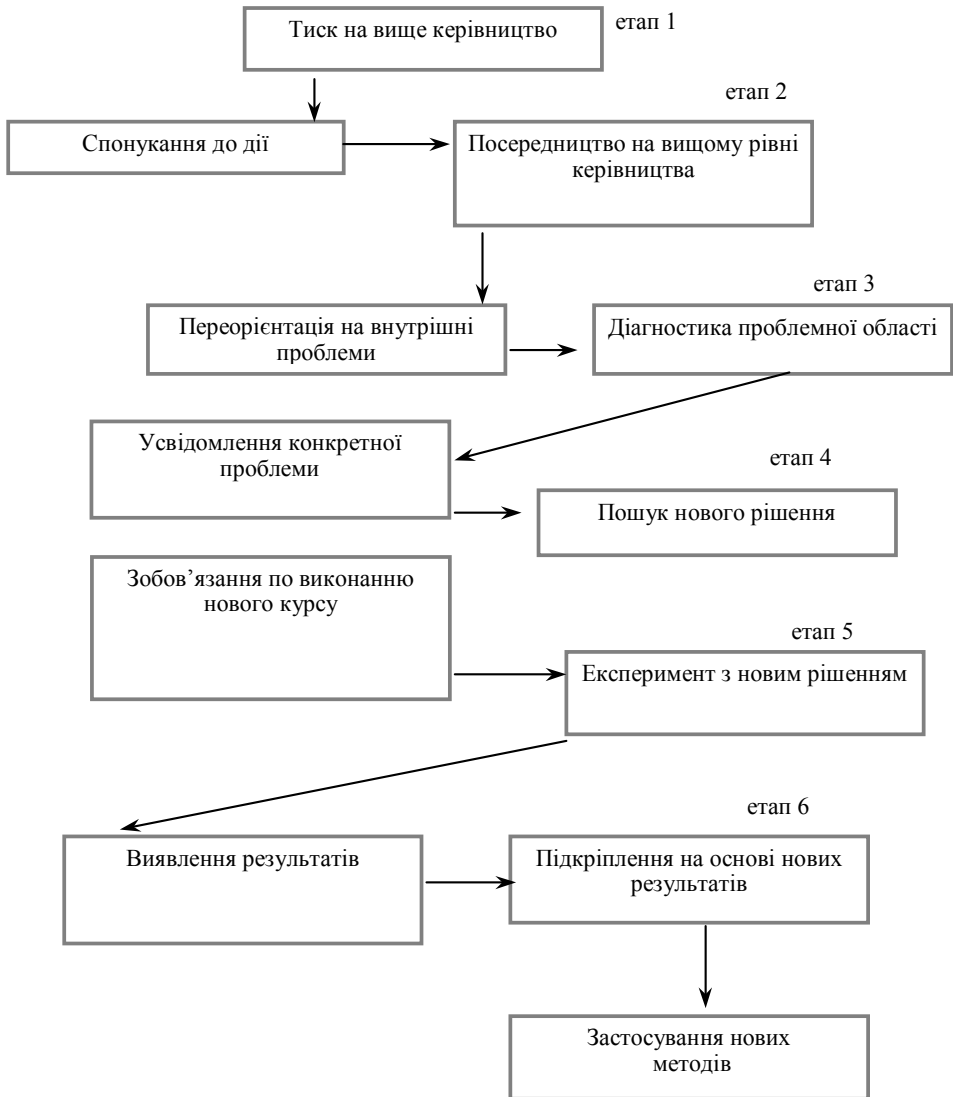 Тиск на вище керівництво
етап 1
етап 2
Спонукання до дії
Посередництво на вищому рівні
керівництва
етап 3
Переорієнтація на внутрішні
проблеми
Діагностика проблемної області
Усвідомлення конкретної
проблеми
етап 4
Пошук нового рішення
Зобов’язання по виконанню
нового курсу
етап 5
Експеримент з новим рішенням
етап 6
Виявлення результатів
Підкріплення на основі нових
результатів
Застосування нових
методів